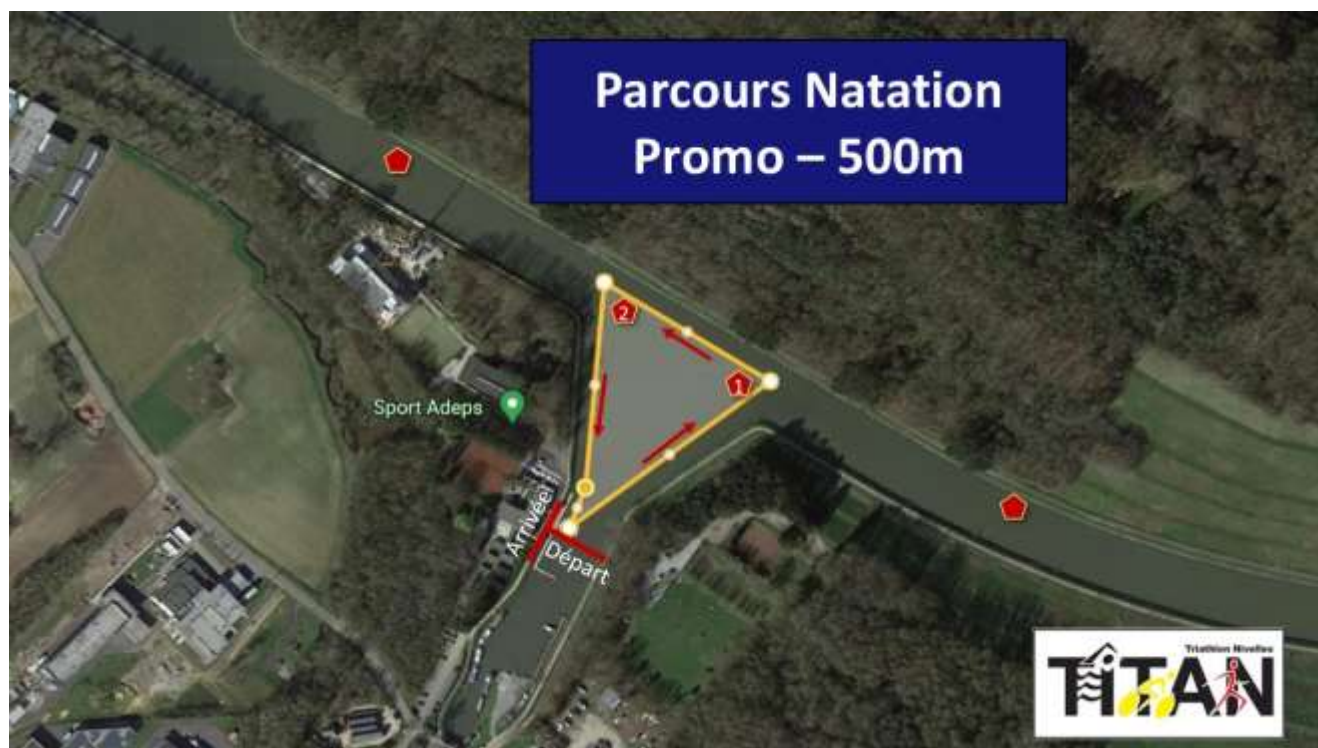 Parcours Natation
Promo – 500m
2
1
Sport Adeps
Arrivée
Départ
Triathlon Nivelles
TiTAN